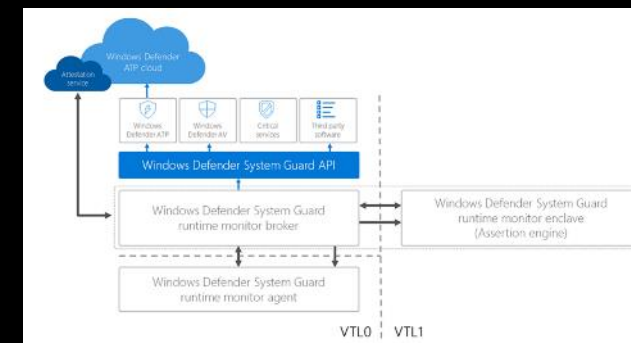 Windows Defender
ATP cloud
Attestation
service
Windows
Defender ATP
Windows
Defender AV
Critical
services
Third party
software
Windows Defender System Guard API
Windows Defender System Guard
runtime monitor broker
Windows Defender System Guard
runtime monitor enclave
(Assertion engine)
Windows Defender System Guard
runtime monitor agent
VTL0
VTL1